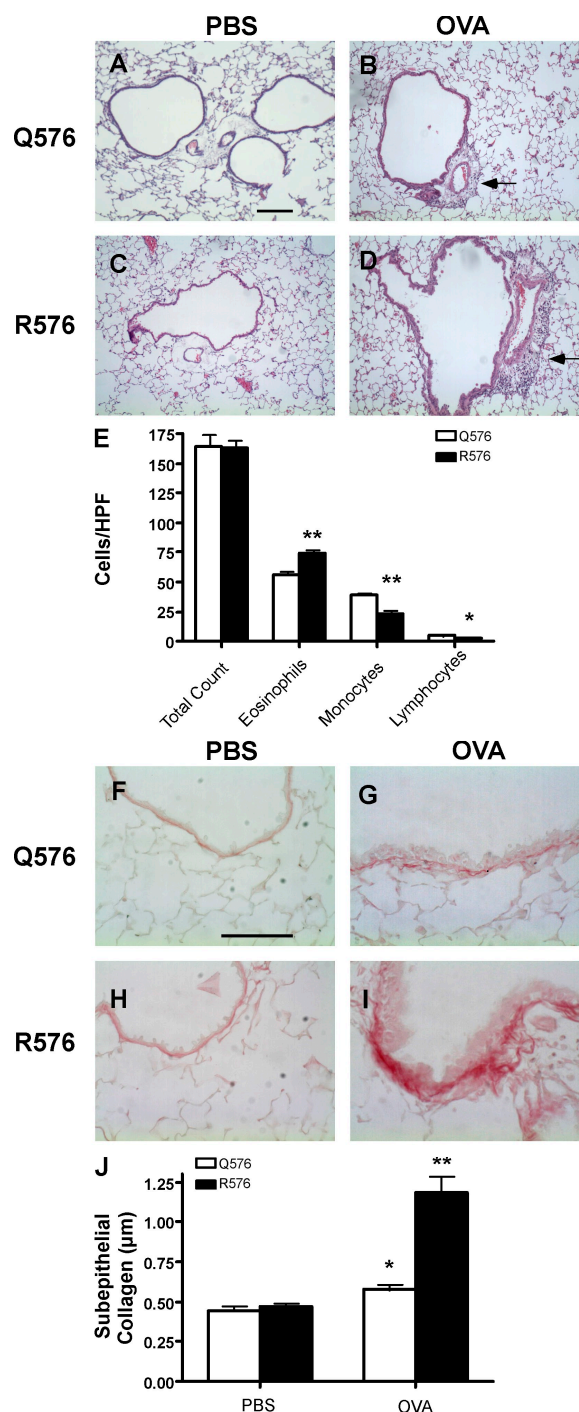 PBS OVA
Q576
A
B
R576
C
D
E
Q576
R576
Cells/HPF
175
150
125
100
75
50
25
0
**
**
*
Total Count
Eosinophils
Monocytes
Lymphocytes
PBS OVA
Q576
F
G
R576
H
I
J
Q576
R576
Subepithelial
Collagen (µm)
1.25
1.00
0.75
0.50
0.25
0.00
*
**
PBS OVA